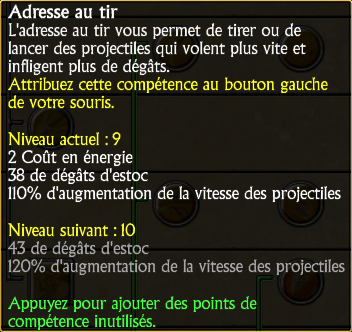 Adresse au tir
L'adresse au tir vous permet de tirer ou de
lancer des projectiles qui volent plus vite et
infligent plus de dégâts.
Attribuez cette compétence au bouton gauche
de votre souris.
Niveau actuel : 9
2 Coût en énergie
38 de dégâts d'estoc
110% d'augmentation de la vitesse des projectiles
Niveau suivant : 10
43 de dégâts d'estoc
120% d'augmentation de la vitesse des projectiles
Appuyez pour ajouter des points de
compétence inutilisés.